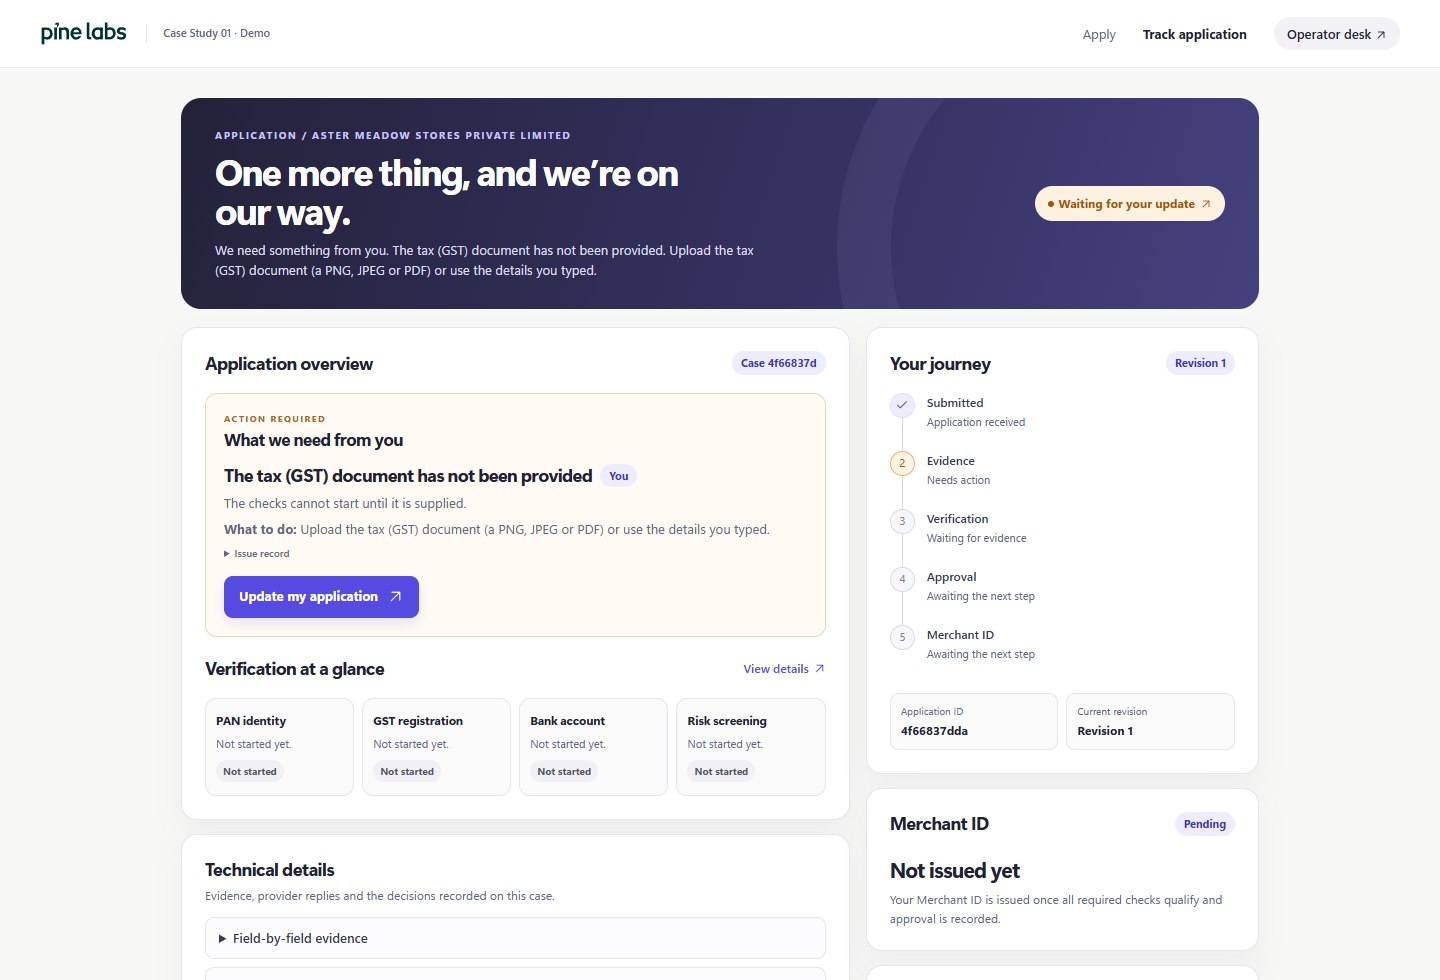 pine labs
Case Study 01 · Demo
Apply
Track application
Operator desk ↗
APPLICATION / ASTER MEADOW STORES PRIVATE LIMITED
One more thing, and we’re on
our way.
We need something from you. The tax (GST) document has not been provided. Upload the tax
(GST) document (a PNG, JPEG or PDF) or use the details you typed.
Waiting for your update ↗
Application overview
Case 4f66837d
ACTION REQUIRED
What we need from you
The tax (GST) document has not been provided
You
The checks cannot start until it is supplied.
What to do: Upload the tax (GST) document (a PNG, JPEG or PDF) or use the details you typed.
Issue record
Update my application ↗
Verification at a glance
View details ↗
PAN identity
Not started yet.
Not started
GST registration
Not started yet.
Not started
Bank account
Not started yet.
Not started
Risk screening
Not started yet.
Not started
Technical details
Evidence, provider replies and the decisions recorded on this case.
Field-by-field evidence
Your journey
Revision 1
Submitted
Application received
2
Evidence
Needs action
3
Verification
Waiting for evidence
4
Approval
Awaiting the next step
5
Merchant ID
Awaiting the next step
Application ID
4f66837dda
Current revision
Revision 1
Merchant ID
Pending
Not issued yet
Your Merchant ID is issued once all required checks qualify and
approval is recorded.